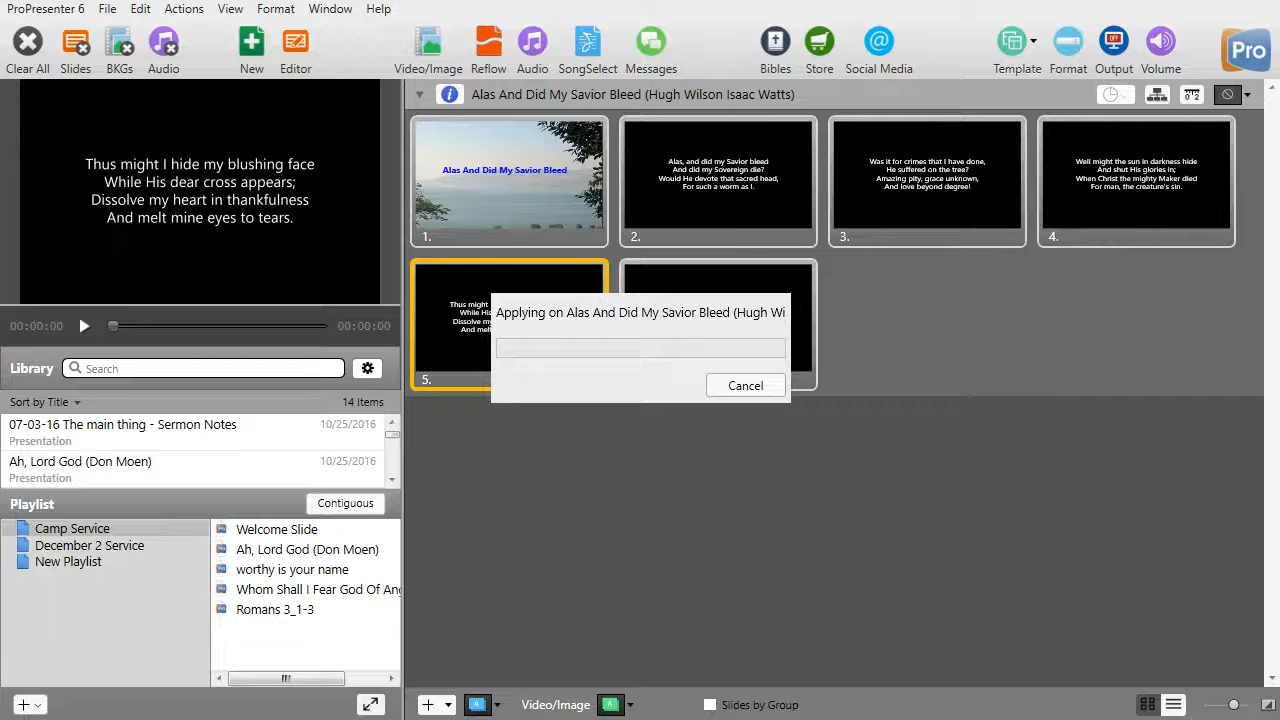 ProPresenter 6 File Edit Actions View Format Window Help
Clear All Slides BKGs Audio New Editor Video/Image Reflow Audio SongSelect Messages Bibles Store Social Media Template Format Output Volume
Pro
Thus might I hide my blushing face
While His dear cross appears;
Dissolve my heart in thankfulness
And melt mine eyes to tears.
00:00:00 00:00:00
Library Search
Sort by Title 14 Items
07-03-16 The main thing - Sermon Notes 10/25/2016
Presentation
Ah, Lord God (Don Moen) 10/25/2016
Presentation
Playlist Contiguous
Camp Service
December 2 Service
New Playlist
Welcome Slide
Ah, Lord God (Don Moen)
worthy is your name
Whom Shall I Fear God Of Ang
Romans 3_1-3
Alas And Did My Savior Bleed (Hugh Wilson Isaac Watts)
Alas And Did My Savior Bleed
1.
Alas, and did my Savior bleed
And did my Sovereign die?
Would He devote that sacred head,
For such a worm as I.
2.
Was it for crimes that I have done,
He suffered on the tree?
Amazing pity, grace unknown,
And love beyond degree!
3.
Well might the sun in darkness hide
And shut His glories in;
When Christ the mighty Maker died
For man, the creature's sin.
4.
Thus might
While His
Dissolve my
And melt
5.
Applying on Alas And Did My Savior Bleed (Hugh Wi
Cancel
Video/Image
Slides by Group